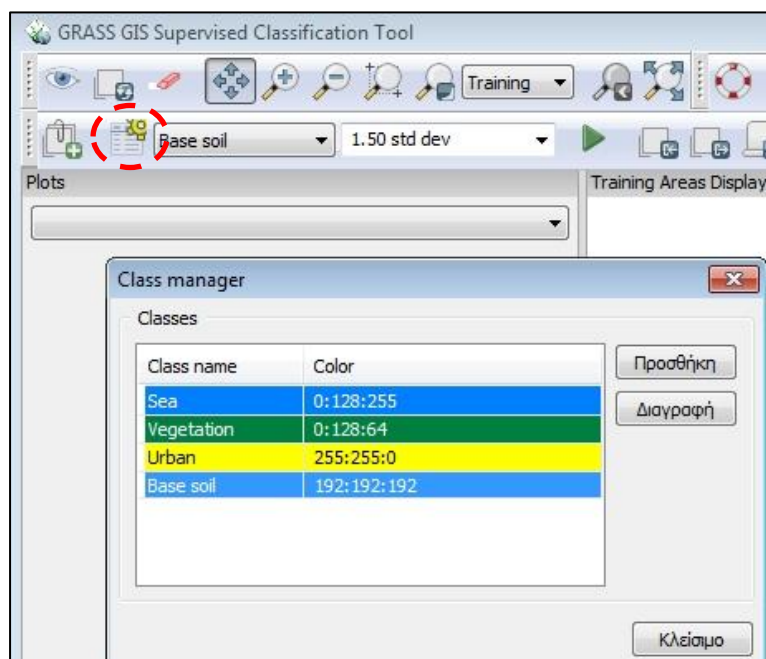 GRASS GIS Supervised Classification Tool
Training
Base soil 1.50 std dev
Plots Training Areas Display
Class manager
Classes
Class name Color
Sea 0:128:255
Vegetation 0:128:64
Urban 255:255:0
Base soil 192:192:192
Προσθήκη
Διαγραφή
Κλείσιμο